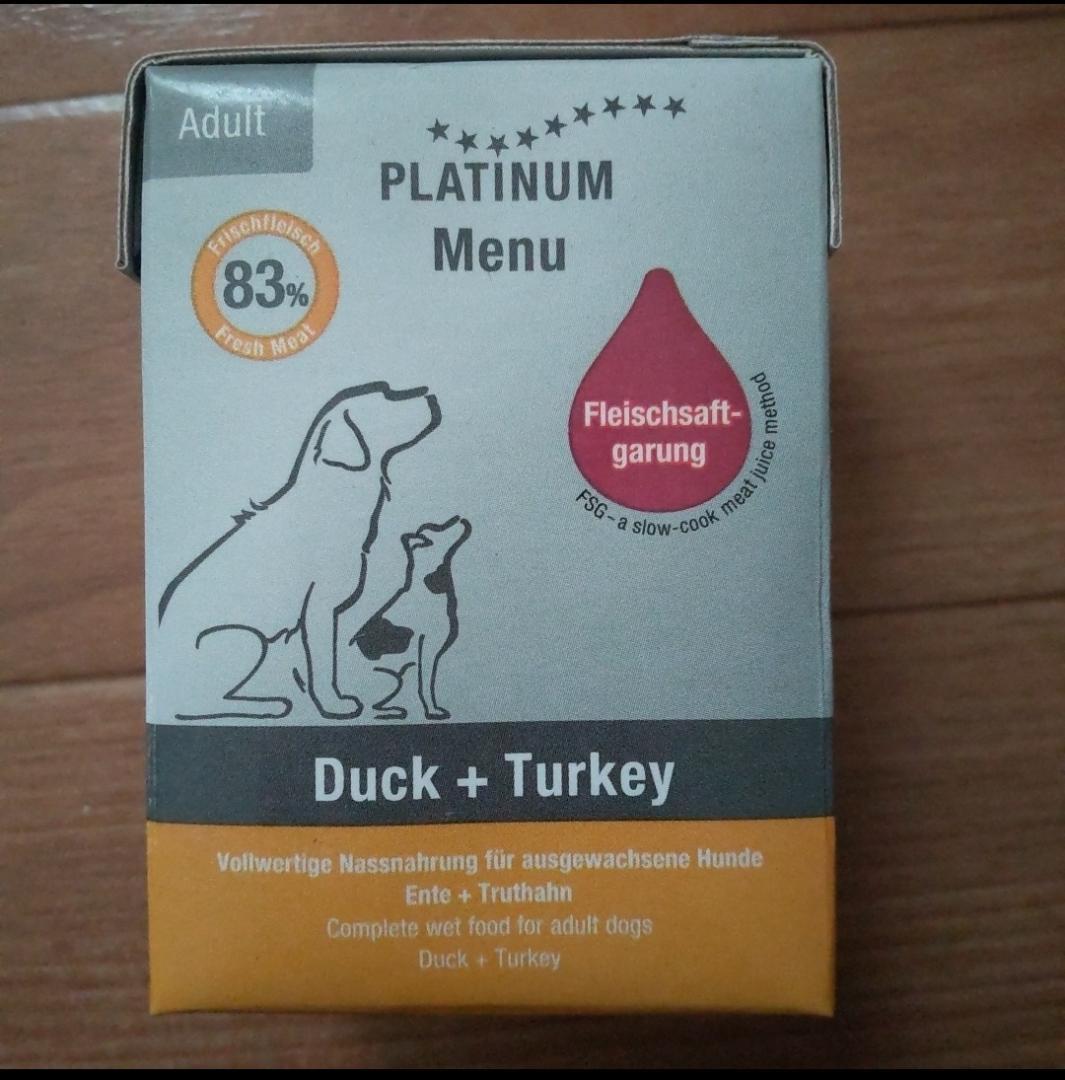 Adult
PLATINUM
Menu
Frischfleisch
83%
Fresh Meat
Fleischsaft-
garung
FSG – a slow-cook meat juice method
Duck + Turkey
Vollwertige Nassnahrung für ausgewachsene Hunde
Ente + Truthahn
Complete wet food for adult dogs
Duck + Turkey